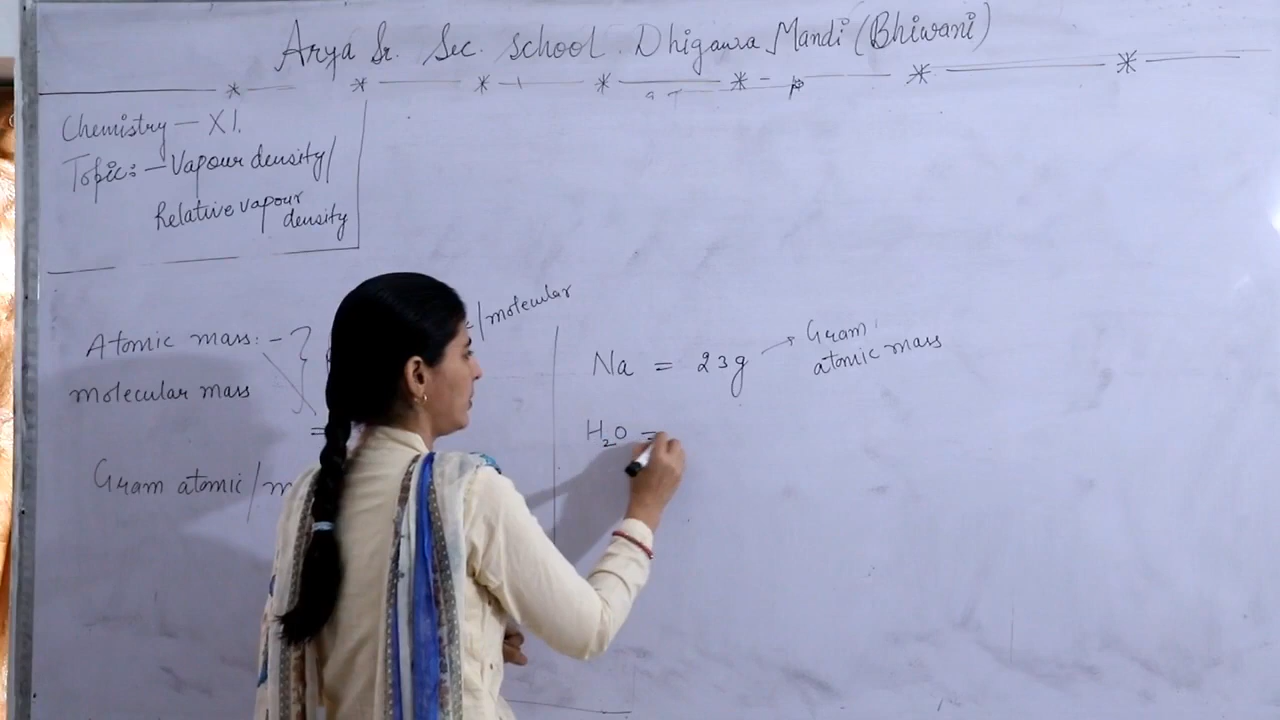 Arya Sr. Sec. School. Dhigawa Mandi (Bhiwani)
Chemistry — XI.
Topic: — Vapour density/
Relative vapour
density
Atomic mass: -
/molecular
molecular mass
=
Gram atomic/m
Na = 23g → Gram
atomic mass
H₂O =